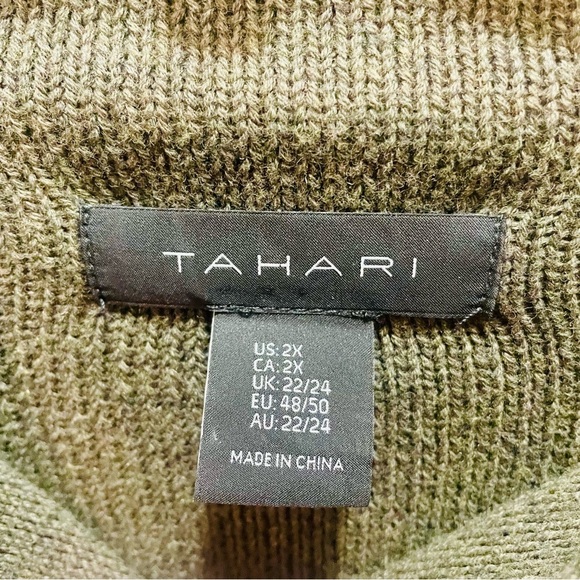 TAHARI
US: 2X
CA: 2X
UK: 22/24
EU: 48/50
AU: 22/24
MADE IN CHINA